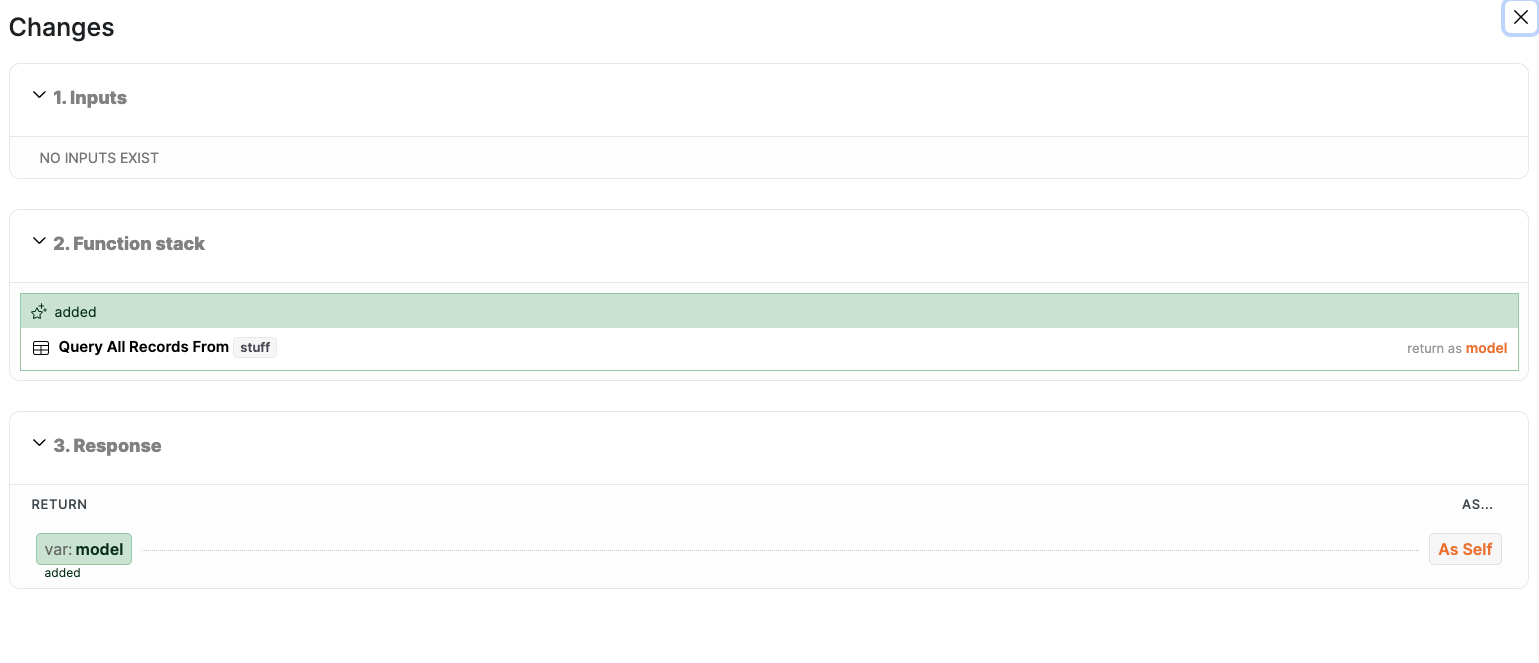 Changes
1. Inputs
NO INPUTS EXIST
2. Function stack
added
Query All Records From stuff return as model
3. Response
RETURN AS...
var: model As Self
added